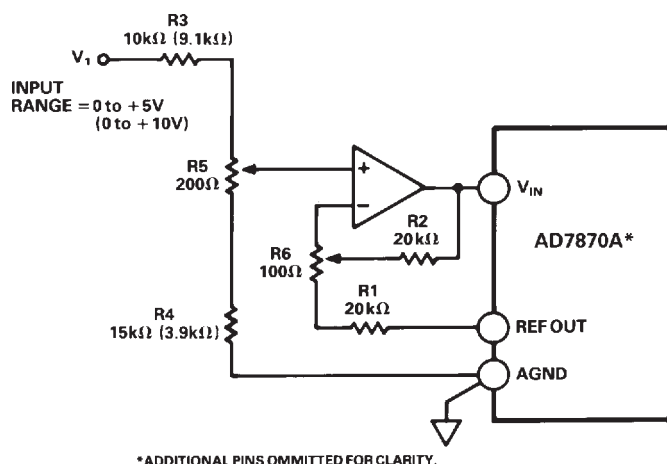 R3
10kΩ (9.1kΩ)
V₁
INPUT
RANGE = 0 to +5V
(0 to +10V)
R5
200Ω
+
–
R2
20kΩ
R6
100Ω
R1
20kΩ
R4
15kΩ (3.9kΩ)
V_IN
AD7870A*
REF OUT
AGND
*ADDITIONAL PINS OMMITTED FOR CLARITY.